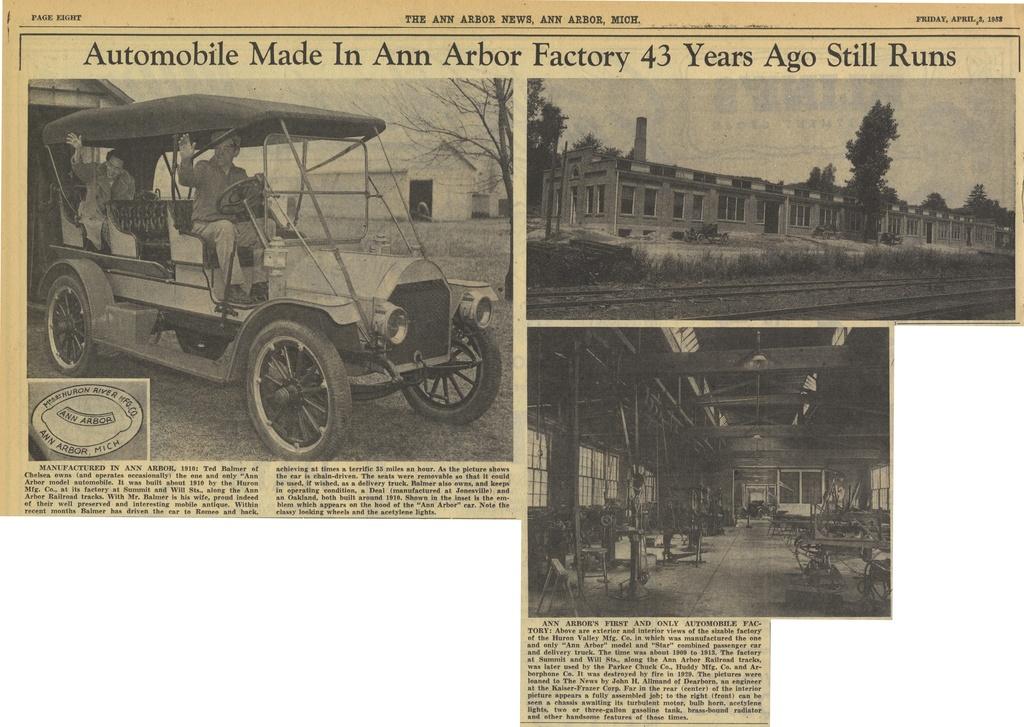 PAGE EIGHT
THE ANN ARBOR NEWS, ANN ARBOR, MICH.
FRIDAY, APRIL 3, 1953
Automobile Made In Ann Arbor Factory 43 Years Ago Still Runs
HURON RIVER MFG. CO.
ANN ARBOR
ANN ARBOR MICH
MANUFACTURED IN ANN ARBOR, 1910: Ted Balmer of
Chelsea owns (and operates occasionally) the one and only "Ann
Arbor model automobile. It was built about 1910 by the Huron
Mfg. Co., at its factory at Summit and Will Sts., along the Ann
Arbor Railroad tracks. With Mr. Balmer is his wife, proud indeed
of their well preserved and interesting mobile antique. Within
recent months Balmer has driven the car to Romeo and back,
achieving at times a terrific 35 miles an hour. As the picture shows
the car is chain-driven. The seats were removable so that it could
be used, if wished, as a delivery truck. Balmer also owns, and keeps
in operating condition, a Deal (manufactured at Jonesville) and
an Oakland, both built around 1910. Shown in the inset is the em-
blem which appears on the hood of the "Ann Arbor" car. Note the
classy looking wheels and the acetylene lights.
ANN ARBOR'S FIRST AND ONLY AUTOMOBILE FAC-
TORY: Above are exterior and interior views of the sizable factory
of the Huron Valley Mfg. Co. in which was manufactured the one
and only "Ann Arbor" model and "Star" combined passenger car
and delivery truck. The time was about 1909 to 1913. The factory
at Summit and Will Sts., along the Ann Arbor Railroad tracks,
was later used by the Parker Chuck Co., Huddy Mfg. Co. and Ar-
borphone Co. It was destroyed by fire in 1929. The pictures were
loaned to The News by John H. Allmand of Dearborn, an engineer
at the Kaiser-Frazer Corp. Far in the rear (center) of the interior
picture appears a fully assembled job; to the right (front) can be
seen a chassis awaiting its turbulent motor, bulb horn, acetylene
lights, two or three-gallon gasoline tank, brass-bound radiator
and other handsome features of those times.